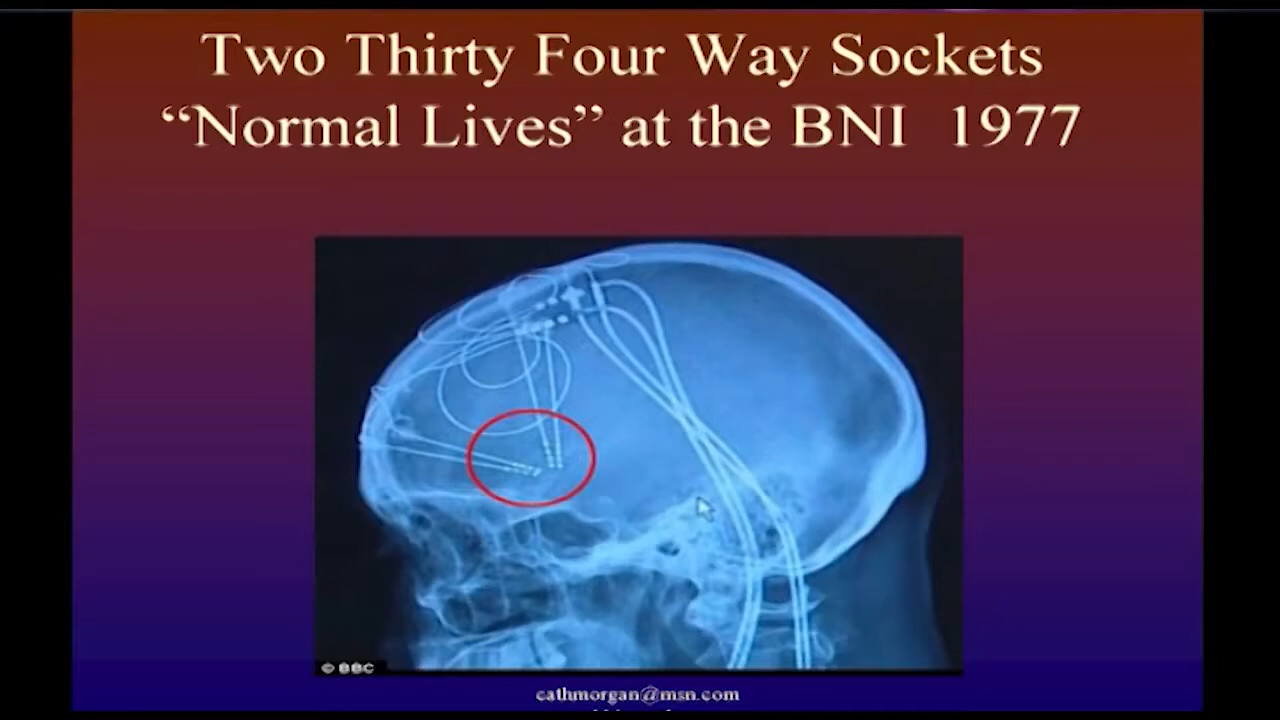 Two Thirty Four Way Sockets
“Normal Lives” at the BNI 1977
© BBC
cathmorgan@msn.com